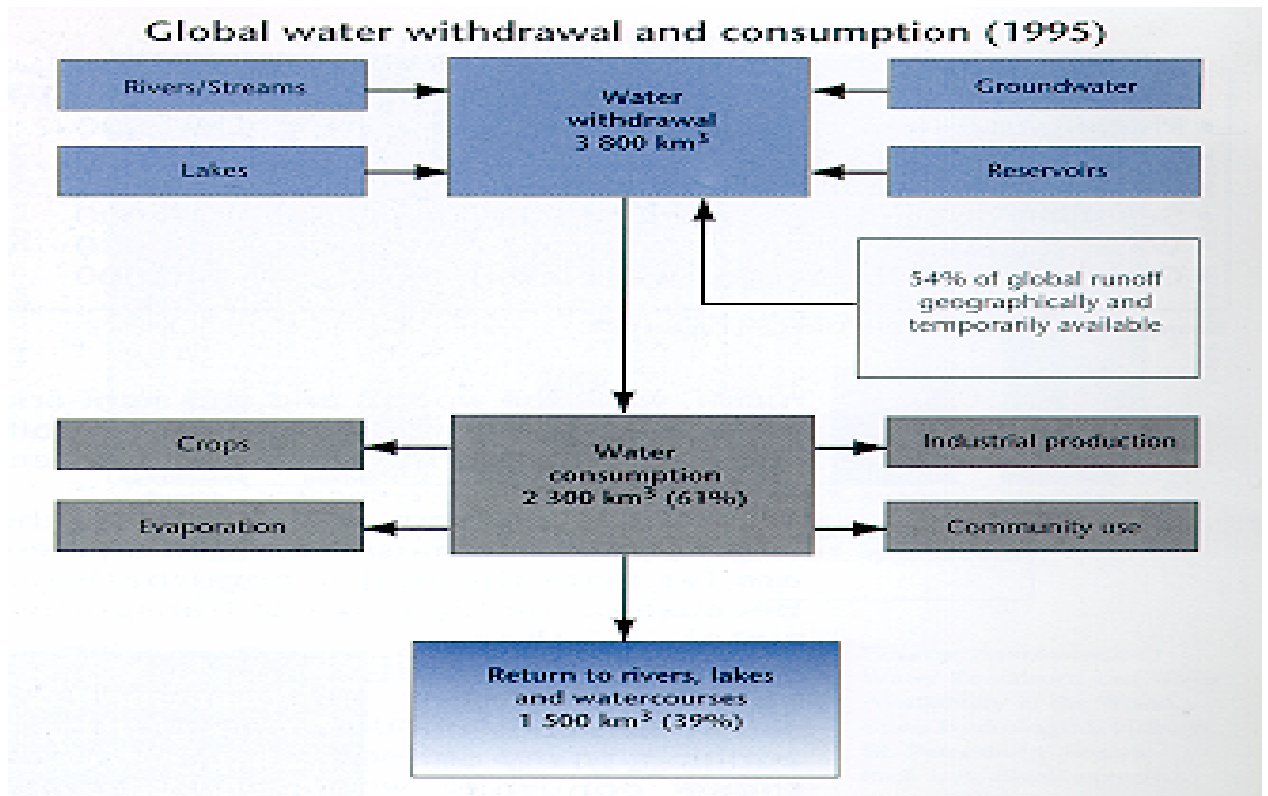 Global water withdrawal and consumption (1995)
Rivers/Streams
Water
withdrawal
3 800 km³
Groundwater
Lakes
Reservoirs
54% of global runoff
geographically and
temporarily available
Crops
Water
consumption
2 300 km³ (61%)
Industrial production
Evaporation
Community use
Return to rivers, lakes
and watercourses
1 500 km³ (39%)